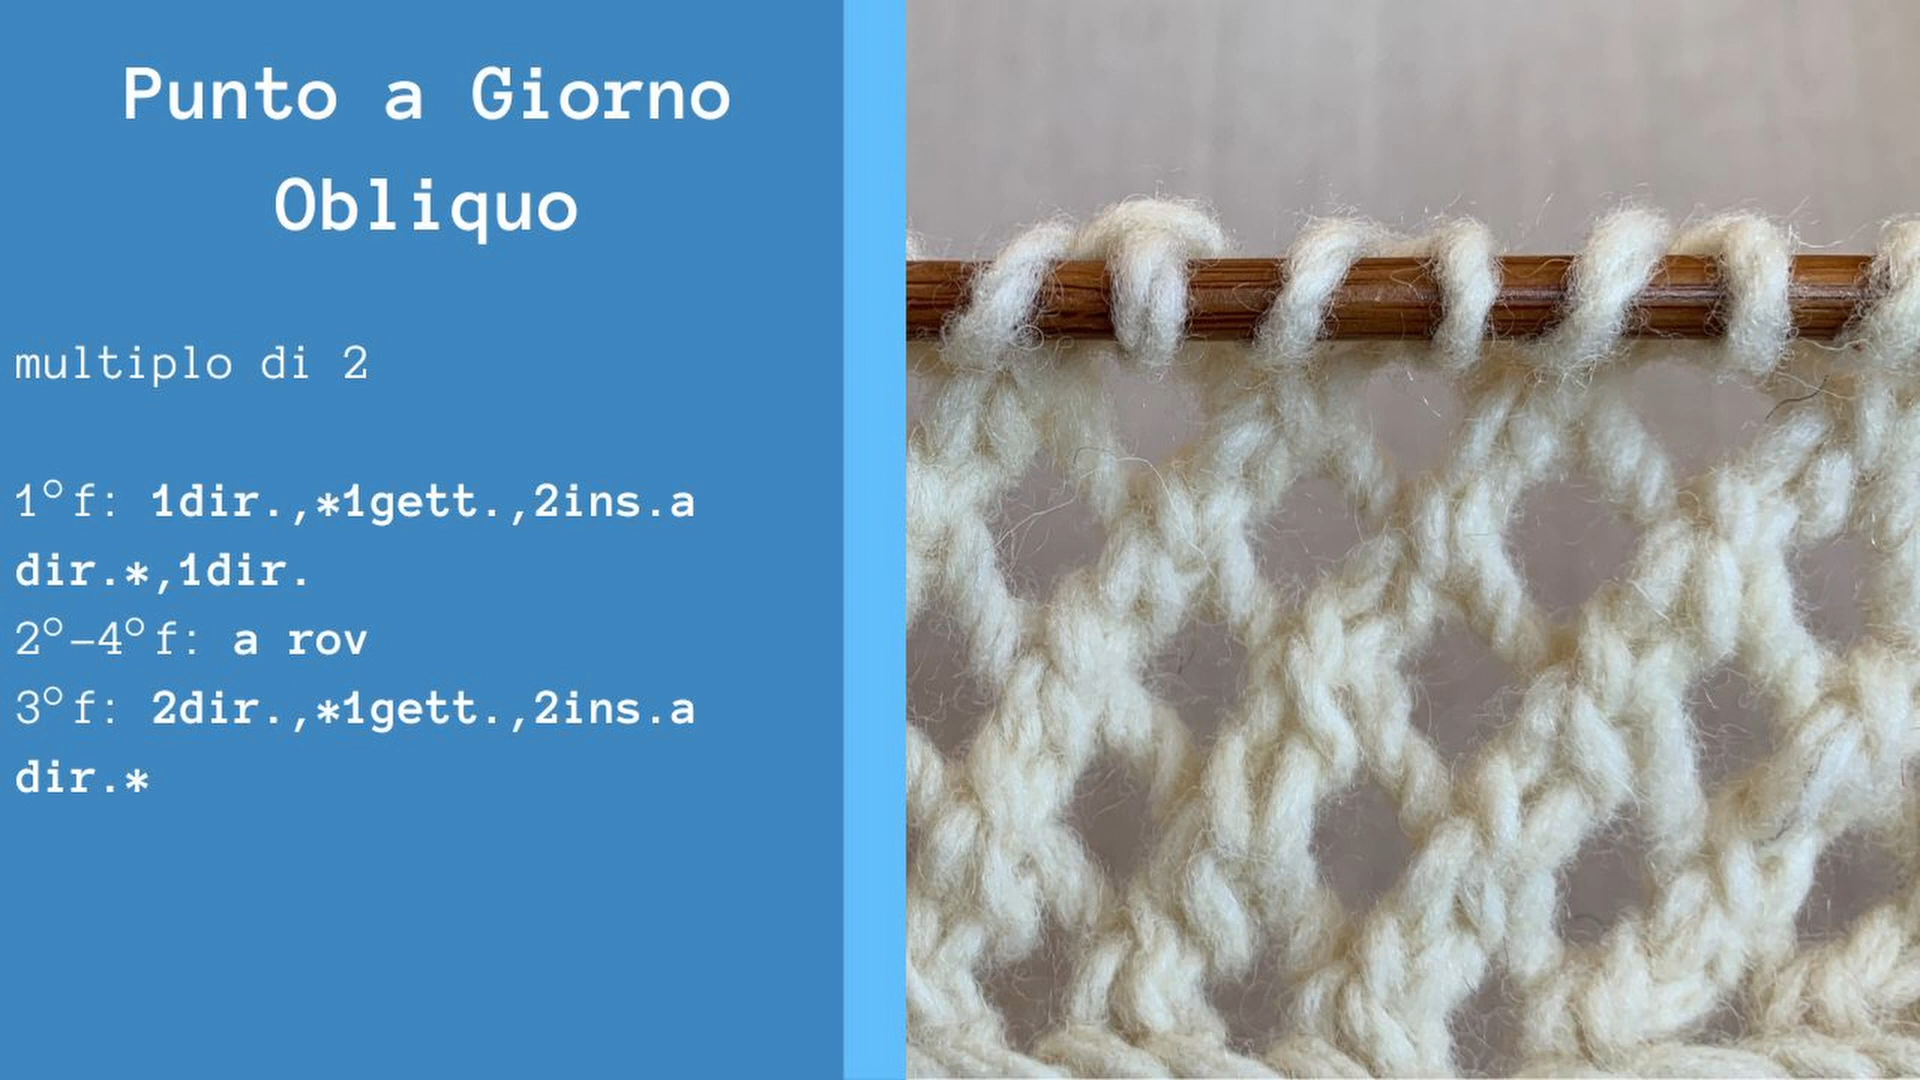 Punto a Giorno
Obliquo
multiplo di 2
1°f: 1dir.,*1gett.,2ins.a
dir.*,1dir.
2°–4°f: a rov
3°f: 2dir.,*1gett.,2ins.a
dir.*